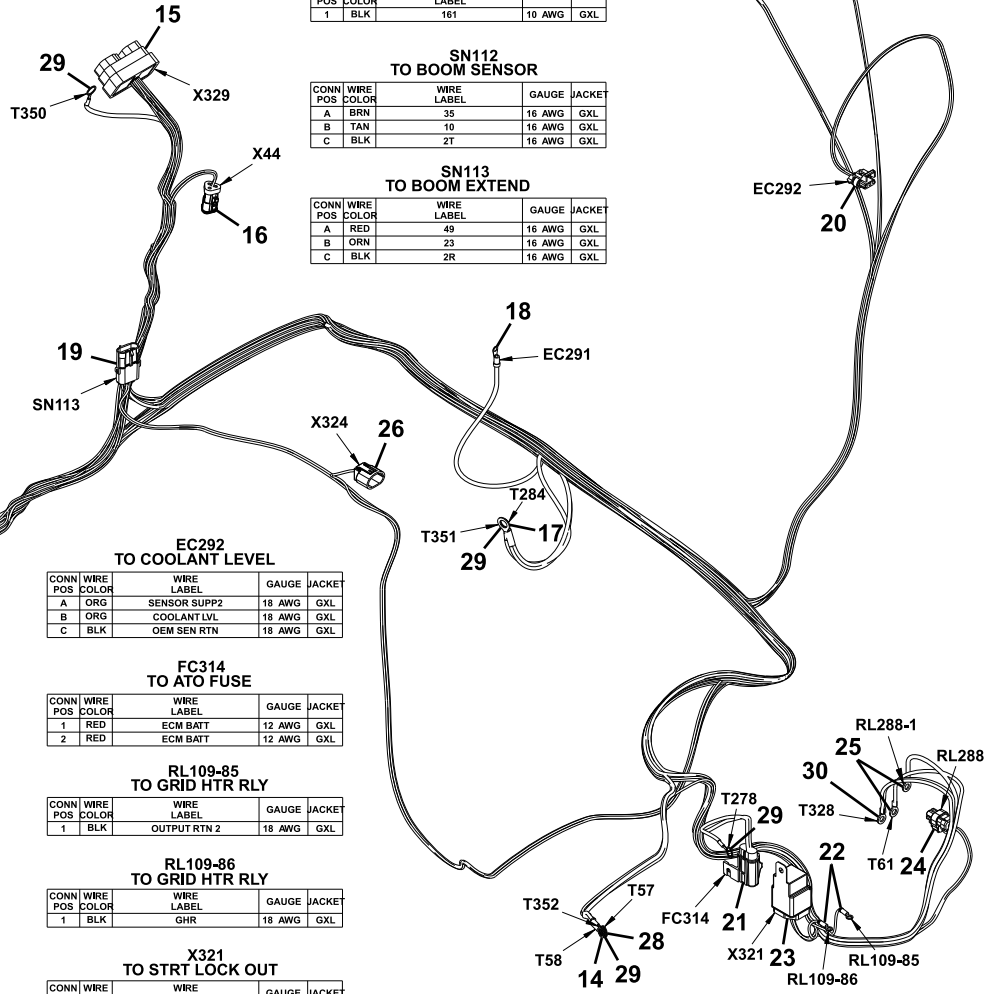 POS COLOR LABEL
1 BLK 161 10 AWG GXL
15
29
X329
T350
SN112
TO BOOM SENSOR
CONN POS WIRE COLOR WIRE LABEL GAUGE JACKET
A BRN 35 16 AWG GXL
B TAN 10 16 AWG GXL
C BLK 2T 16 AWG GXL
X44
16
SN113
TO BOOM EXTEND
CONN POS WIRE COLOR WIRE LABEL GAUGE JACKET
A RED 49 16 AWG GXL
B ORN 23 16 AWG GXL
C BLK 2R 16 AWG GXL
EC292
20
18
EC291
19
SN113
X324
26
T284
T351
17
29
EC292
TO COOLANT LEVEL
CONN POS WIRE COLOR WIRE LABEL GAUGE JACKET
A ORG SENSOR SUPP2 18 AWG GXL
B ORG COOLANT LVL 18 AWG GXL
C BLK OEM SEN RTN 18 AWG GXL
FC314
TO ATO FUSE
CONN POS WIRE COLOR WIRE LABEL GAUGE JACKET
1 RED ECM BATT 12 AWG GXL
2 RED ECM BATT 12 AWG GXL
RL109-85
TO GRID HTR RLY
CONN POS WIRE COLOR WIRE LABEL GAUGE JACKET
1 BLK OUTPUT RTN 2 18 AWG GXL
RL109-86
TO GRID HTR RLY
CONN POS WIRE COLOR WIRE LABEL GAUGE JACKET
1 BLK GHR 18 AWG GXL
X321
TO STRT LOCK OUT
CONN WIRE WIRE GAUGE JACKET
RL288-1
25
RL288
30
T328
T61
24
T278
29
22
FC314
21
X321
23
RL109-85
RL109-86
T352
T57
T58
28
14
29